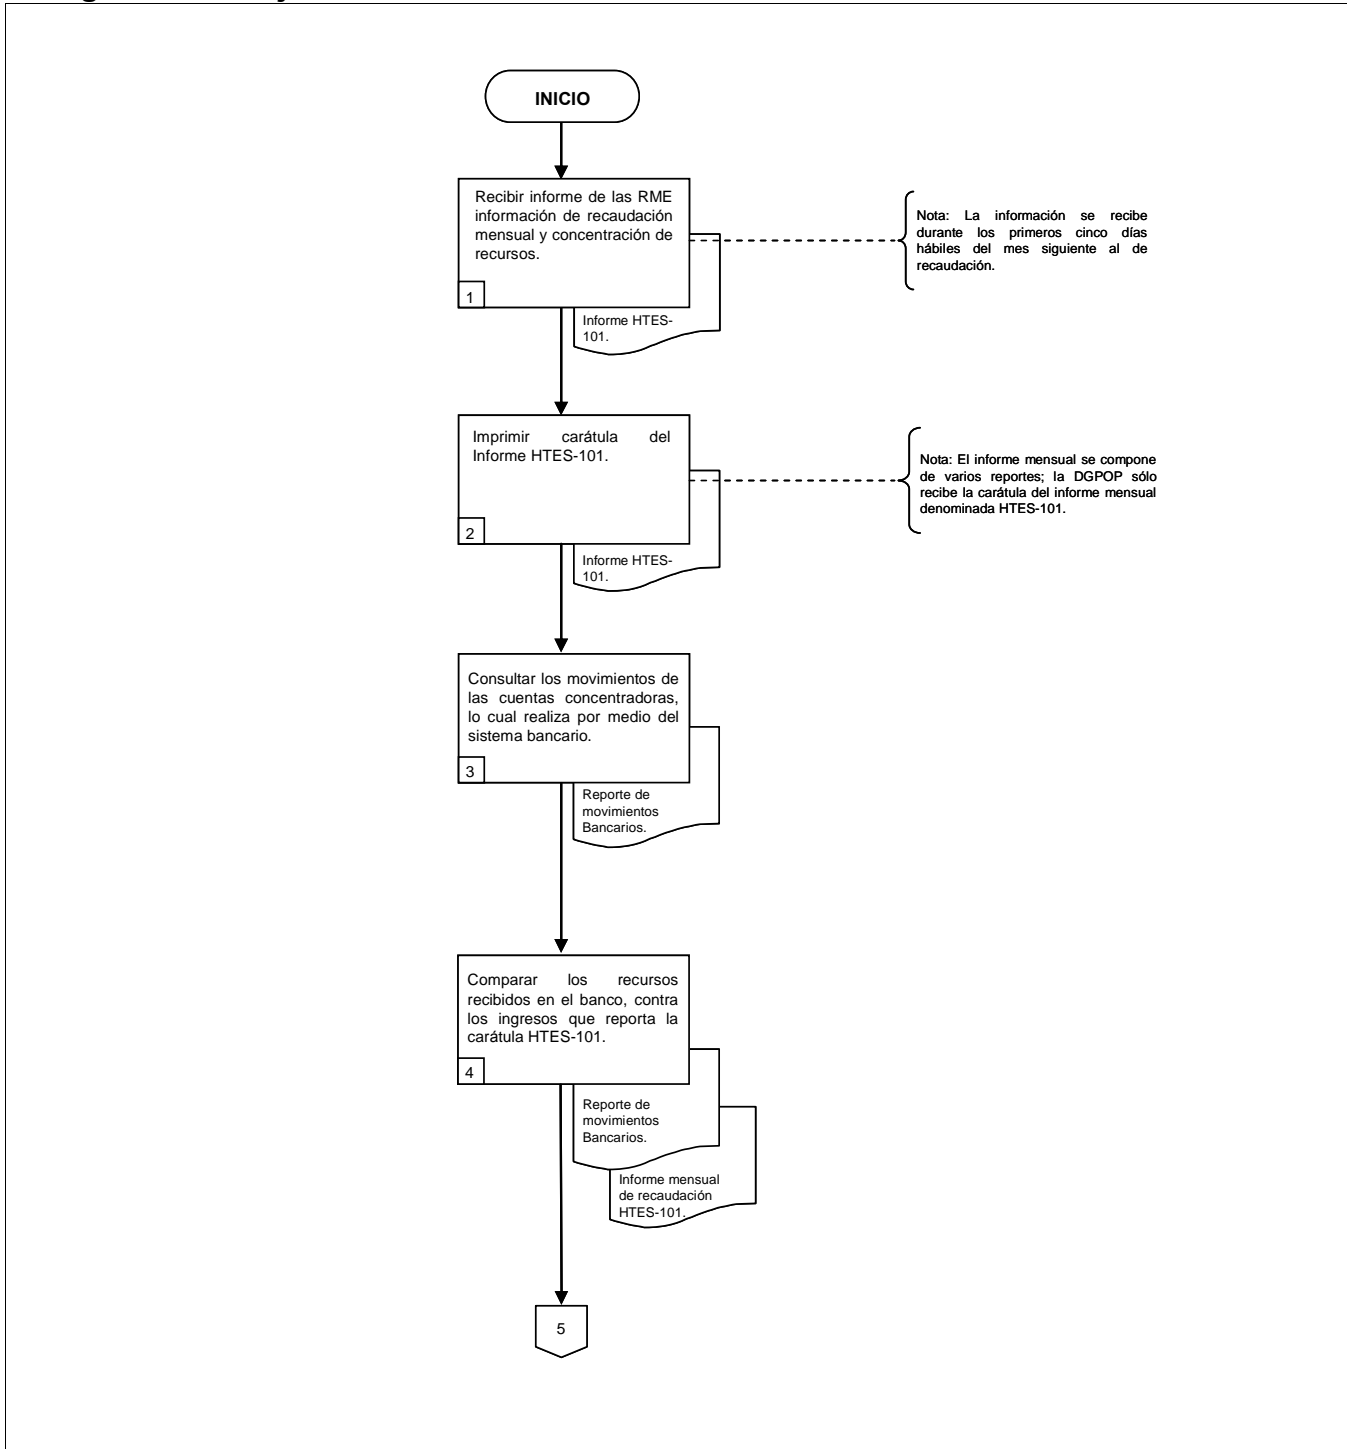 INICIO
Recibir informe de las RME
información de recaudación
mensual y concentración de
recursos.
1
Informe HTES-
101.
Nota: La información se recibe
durante los primeros cinco días
hábiles del mes siguiente al de
recaudación.
Imprimir carátula del
Informe HTES-101.
2
Informe HTES-
101.
Nota: El informe mensual se compone
de varios reportes; la DGPOP sólo
recibe la carátula del informe mensual
denominada HTES-101.
Consultar los movimientos de
las cuentas concentradoras,
lo cual realiza por medio del
sistema bancario.
3
Reporte de
movimientos
Bancarios.
Comparar los recursos
recibidos en el banco, contra
los ingresos que reporta la
carátula HTES-101.
4
Reporte de
movimientos
Bancarios.
Informe mensual
de recaudación
HTES-101.
5